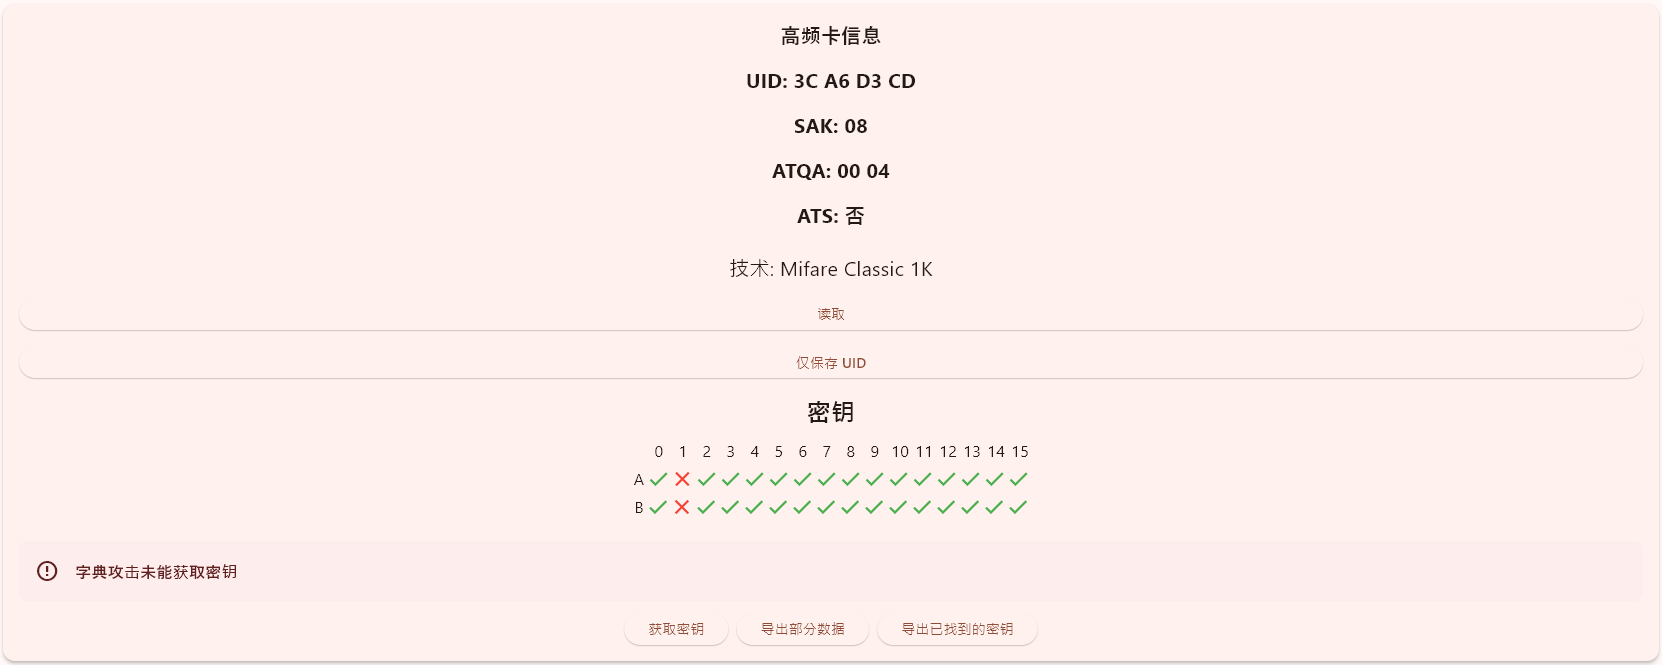 高频卡信息
UID: 3C A6 D3 CD
SAK: 08
ATQA: 00 04
ATS: 否
技术: Mifare Classic 1K
读取
仅保存 UID
密钥
0 1 2 3 4 5 6 7 8 9 10 11 12 13 14 15
A
B
字典攻击未能获取密钥
获取密钥 导出部分数据 导出已找到的密钥